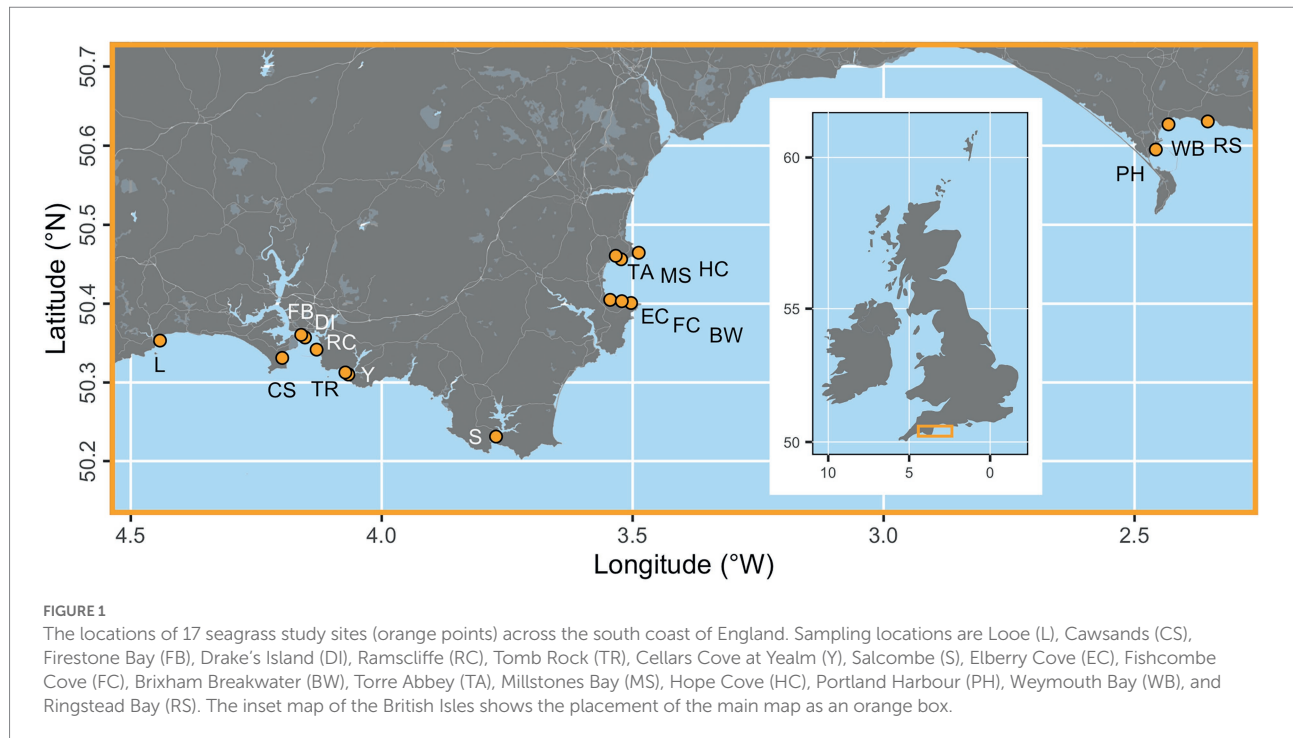 50.7
50.6
50.5
50.4
50.3
50.2
Latitude (°N)
PH
WB
RS
TA
MS
HC
EC
FC
BW
FB
DI
RC
L
CS
TR
Y
S
60
55
50
10
5
0
4.5
4.0
3.5
3.0
2.5
Longitude (°W)
FIGURE 1
The locations of 17 seagrass study sites (orange points) across the south coast of England. Sampling locations are Looe (L), Cawsands (CS),
Firestone Bay (FB), Drake’s Island (DI), Ramscliffe (RC), Tomb Rock (TR), Cellars Cove at Yealm (Y), Salcombe (S), Elberry Cove (EC), Fishcombe
Cove (FC), Brixham Breakwater (BW), Torre Abbey (TA), Millstones Bay (MS), Hope Cove (HC), Portland Harbour (PH), Weymouth Bay (WB), and
Ringstead Bay (RS). The inset map of the British Isles shows the placement of the main map as an orange box.